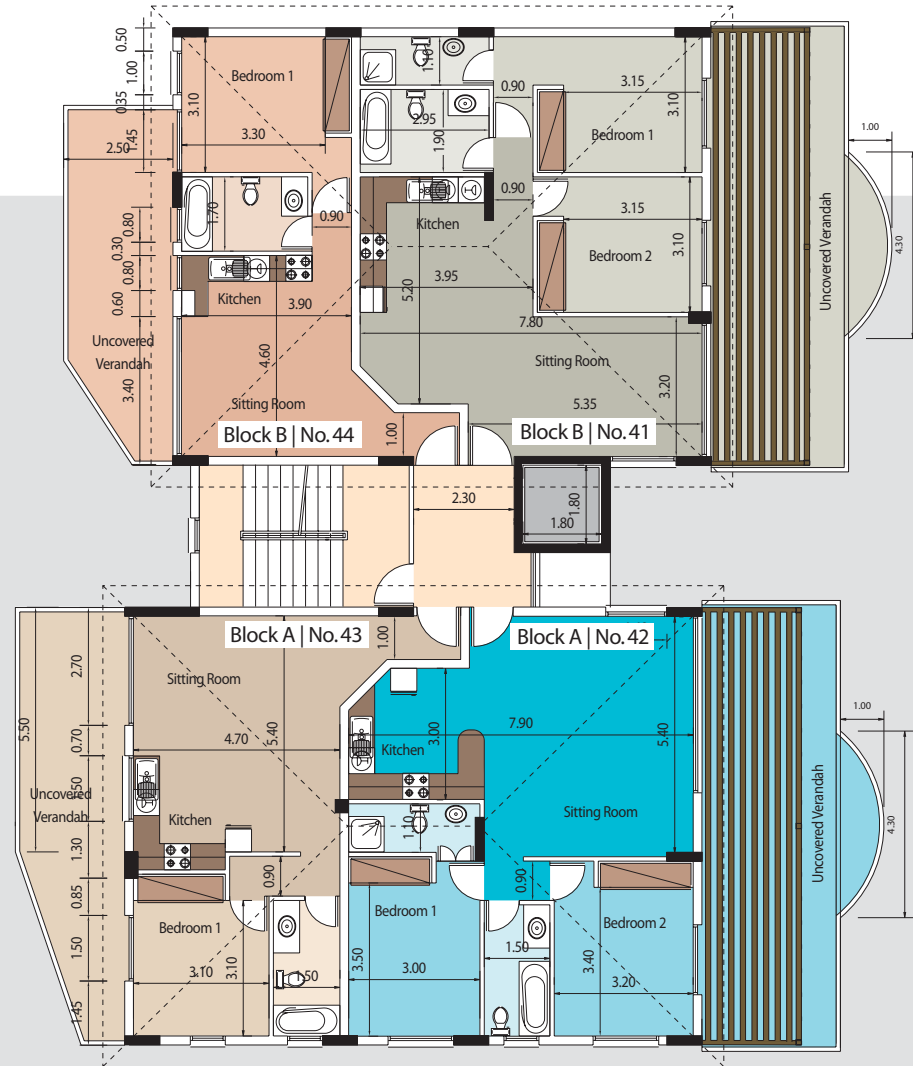 0.50
1.00
0.35
1.45
2.50
Bedroom 1
3.10
3.30
1.10
2.95
1.90
0.90
3.15
3.10
Bedroom 1
1.00
4.30
Uncovered Verandah
1.70
0.90
0.80
0.30
0.80
0.60
3.40
Kitchen
3.90
4.60
Uncovered
Verandah
Sitting Room
Block B | No. 44
1.00
Kitchen
0.90
3.15
3.10
Bedroom 2
3.95
5.20
7.80
Sitting Room
3.20
5.35
Block B | No. 41
2.30
1.80
1.80
Block A | No. 43
1.00
Block A | No. 42
2.70
0.70
1.30
0.85
1.50
1.45
5.50
Sitting Room
4.70
5.40
Uncovered
Verandah
Kitchen
0.90
Bedroom 1
3.10
3.10
Kitchen
3.00
7.90
5.40
Sitting Room
1.10
0.90
Bedroom 1
3.50
3.00
1.50
Bedroom 2
3.40
3.20
Uncovered Verandah
1.00
4.30